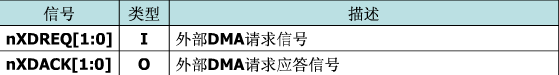 信号 类型 描述
nXDREQ[1:0] I 外部DMA请求信号
nXDACK[1:0] O 外部DMA请求应答信号